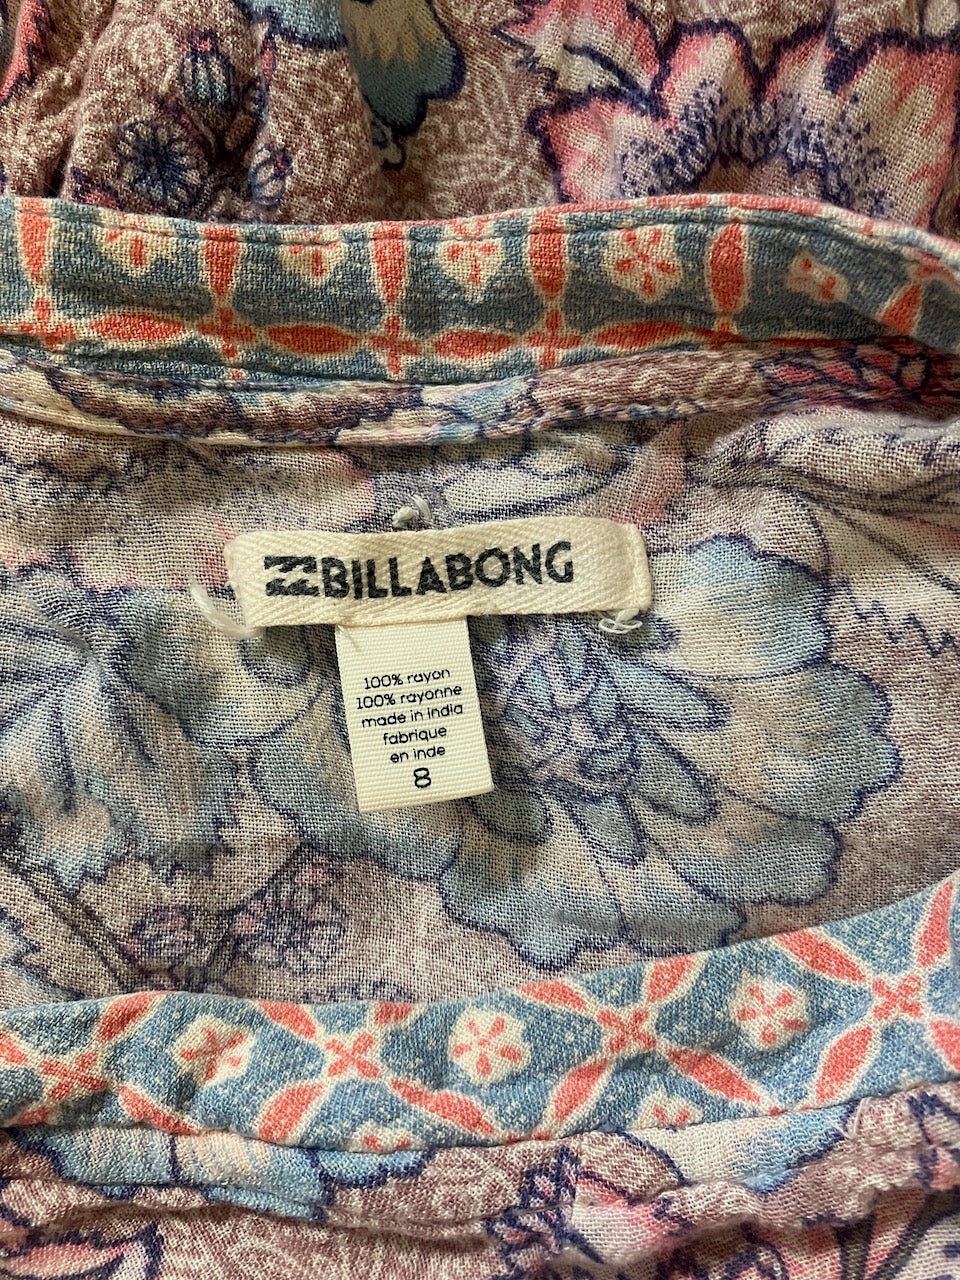 BILLABONG
100% rayon
100% rayonne
made in india
fabrique
en inde
8